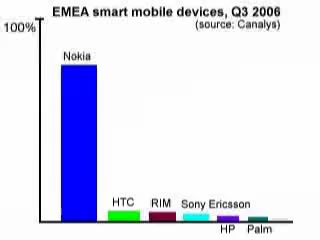 EMEA smart mobile devices, Q3 2006
(source: Canalys)
100%
Nokia
HTC RIM Sony Ericsson
HP Palm